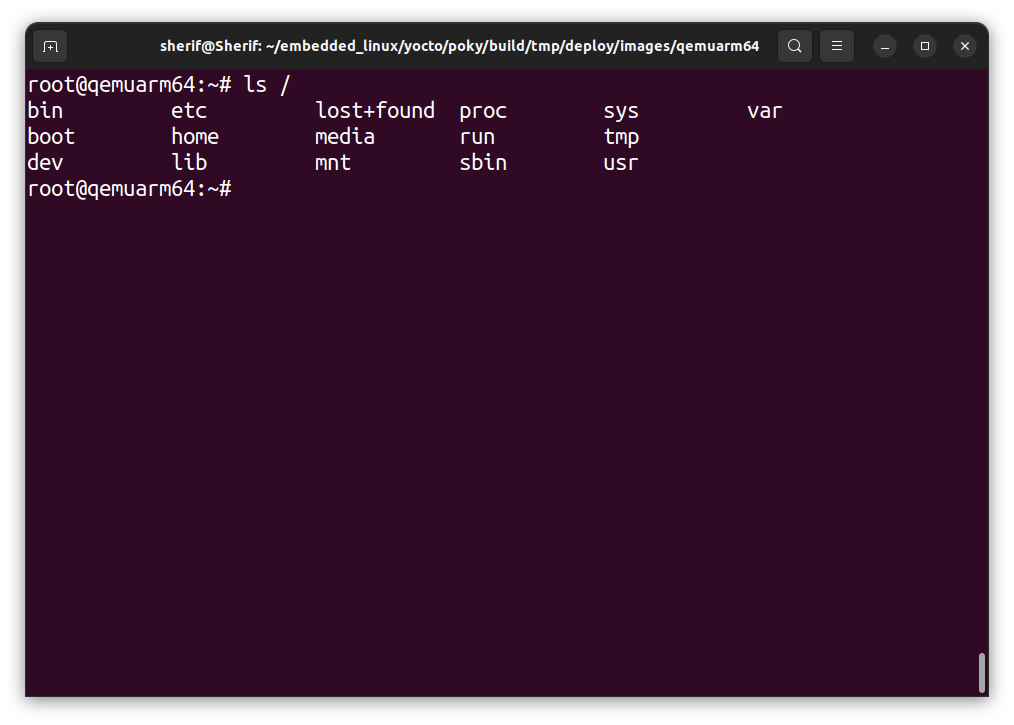 sherif@Sherif: ~/embedded_linux/yocto/poky/build/tmp/deploy/images/qemuarm64
root@qemuarm64:~# ls /
bin         etc         lost+found  proc        sys         var
boot        home        media       run         tmp
dev         lib         mnt         sbin        usr
root@qemuarm64:~#